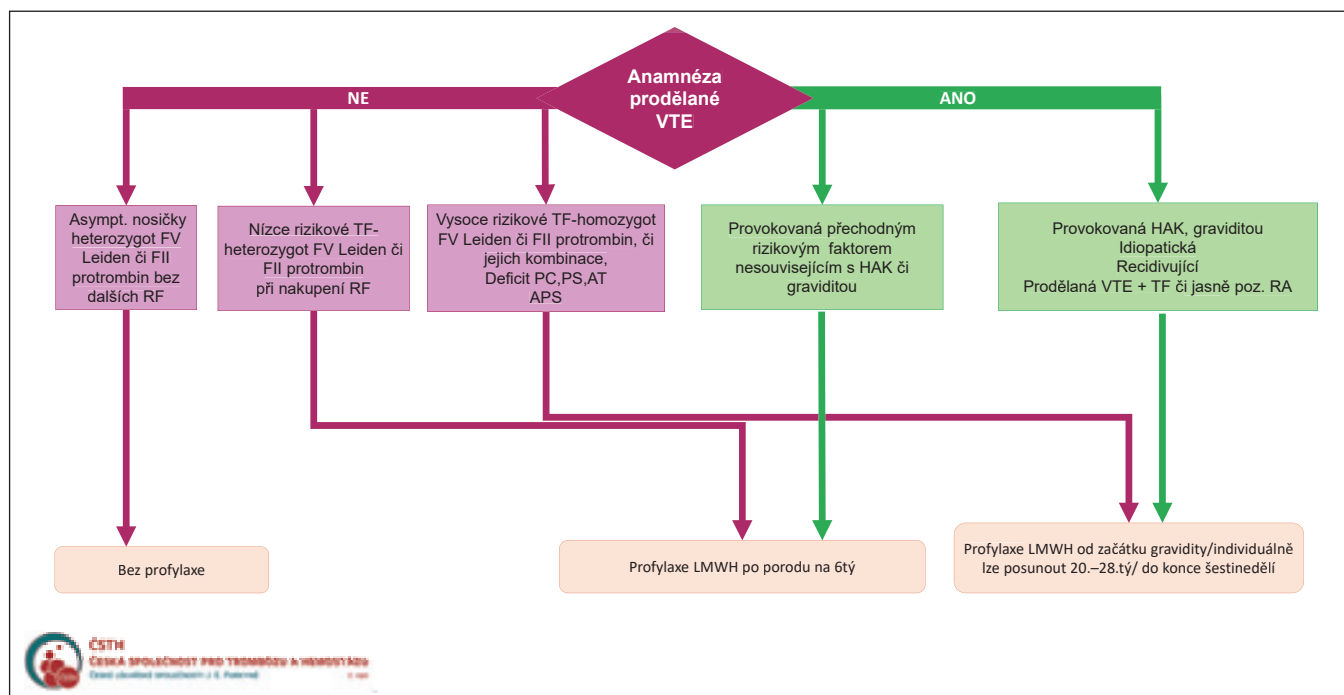 Anamnéza
prodělané
VTE
NE
ANO
Asympt. nosičky
heterozygot FV
Leiden či FII
protrombin bez
dalších RF
Nízce rizikové TF-
heterozygot FV Leiden či
FII protrombin
při nakupení RF
Vysoce rizikové TF-homozygot
FV Leiden či FII protrombin, či
jejich kombinace,
Deficit PC,PS,AT
APS
Provokovaná přechodným
rizikovým faktorem
nesouvisejícím s HAK či
graviditou
Provokovaná HAK, graviditou
Idiopatická
Recidivující
Prodělaná VTE + TF či jasně poz. RA
Bez profylaxe
Profylaxe LMWH po porodu na 6tý
Profylaxe LMWH od začátku gravidity/individuálně
lze posunout 20.–28.tý/ do konce šestinedělí
ČSTH
ČESKÁ SPOLEČNOST PRO TROMBÓZU A HEMOSTÁZU
České lékařské společnosti J. E. Purkyně